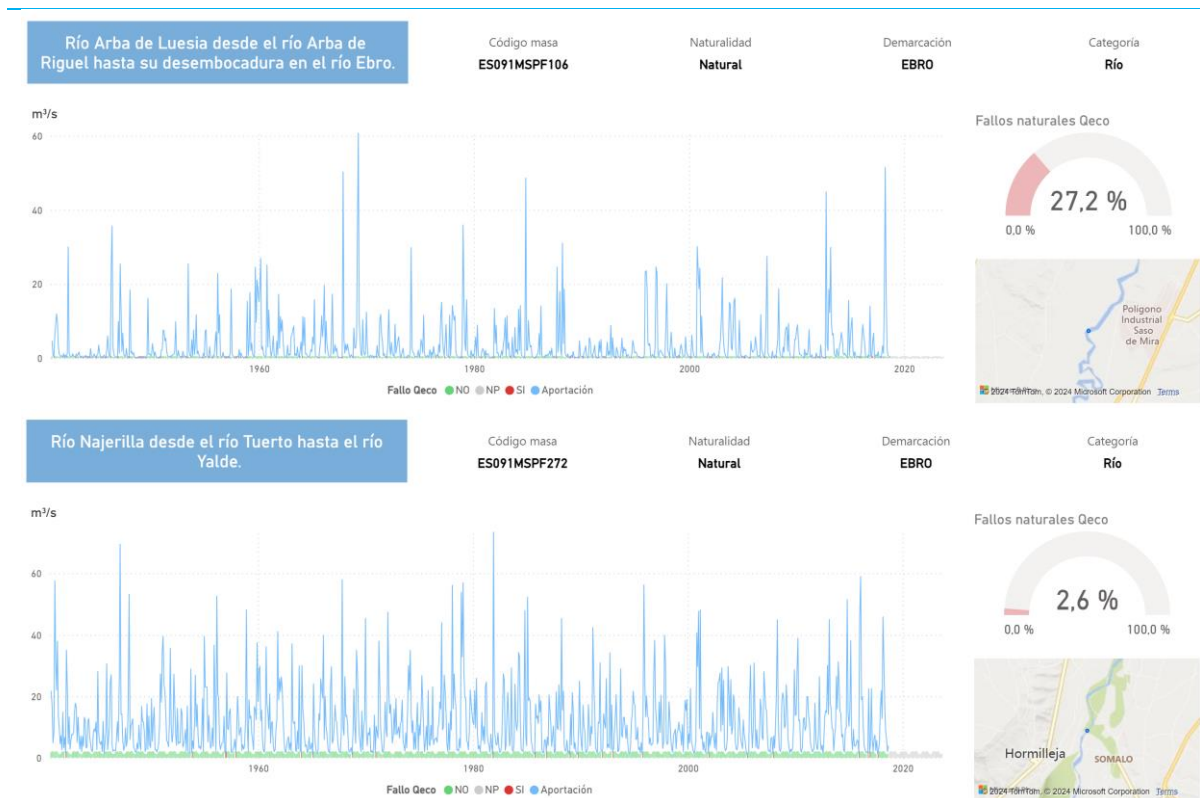 Río Arba de Luesia desde el río Arba de
Riguel hasta su desembocadura en el río Ebro.
Código masa
ES091MSPF106
Naturalidad
Natural
Demarcación
EBRO
Categoría
Río
m³/s
60
40
20
0
1960
1980
2000
2020
Fallo Qeco NO NP SI Aportación
Fallos naturales Qeco
27,2 %
0,0 %
100,0 %
Polígono
Industrial
Saso
de Mira
© 2024 Microsoft Corporation Terms
Río Najerilla desde el río Tuerto hasta el río
Yalde.
Código masa
ES091MSPF272
Naturalidad
Natural
Demarcación
EBRO
Categoría
Río
m³/s
60
40
20
0
1960
1980
2000
2020
Fallo Qeco NO NP SI Aportación
Fallos naturales Qeco
2,6 %
0,0 %
100,0 %
Hormilleja
SOMALO
© 2024 Microsoft Corporation Terms